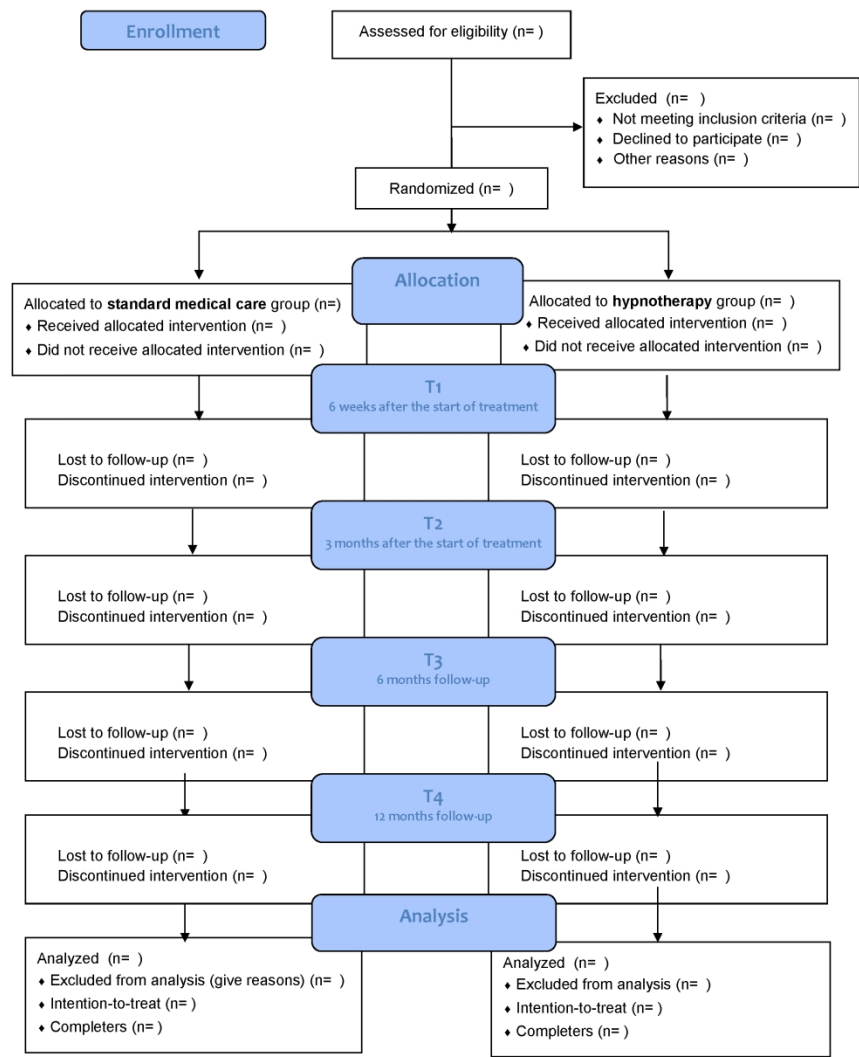 Enrollment
Assessed for eligibility (n= )
Excluded (n= )
♦ Not meeting inclusion criteria (n= )
♦ Declined to participate (n= )
♦ Other reasons (n= )
Randomized (n= )
Allocation
Allocated to standard medical care group (n=)
♦ Received allocated intervention (n= )
♦ Did not receive allocated intervention (n= )
Allocated to hypnotherapy group (n= )
♦ Received allocated intervention (n= )
♦ Did not receive allocated intervention (n= )
T1
6 weeks after the start of treatment
Lost to follow-up (n= )
Discontinued intervention (n= )
Lost to follow-up (n= )
Discontinued intervention (n= )
T2
3 months after the start of treatment
Lost to follow-up (n= )
Discontinued intervention (n= )
Lost to follow-up (n= )
Discontinued intervention (n= )
T3
6 months follow-up
Lost to follow-up (n= )
Discontinued intervention (n= )
Lost to follow-up (n= )
Discontinued intervention (n= )
T4
12 months follow-up
Lost to follow-up (n= )
Discontinued intervention (n= )
Lost to follow-up (n= )
Discontinued intervention (n= )
Analysis
Analyzed (n= )
♦ Excluded from analysis (give reasons) (n= )
♦ Intention-to-treat (n= )
♦ Completers (n= )
Analyzed (n= )
♦ Excluded from analysis (n= )
♦ Intention-to-treat (n= )
♦ Completers (n= )